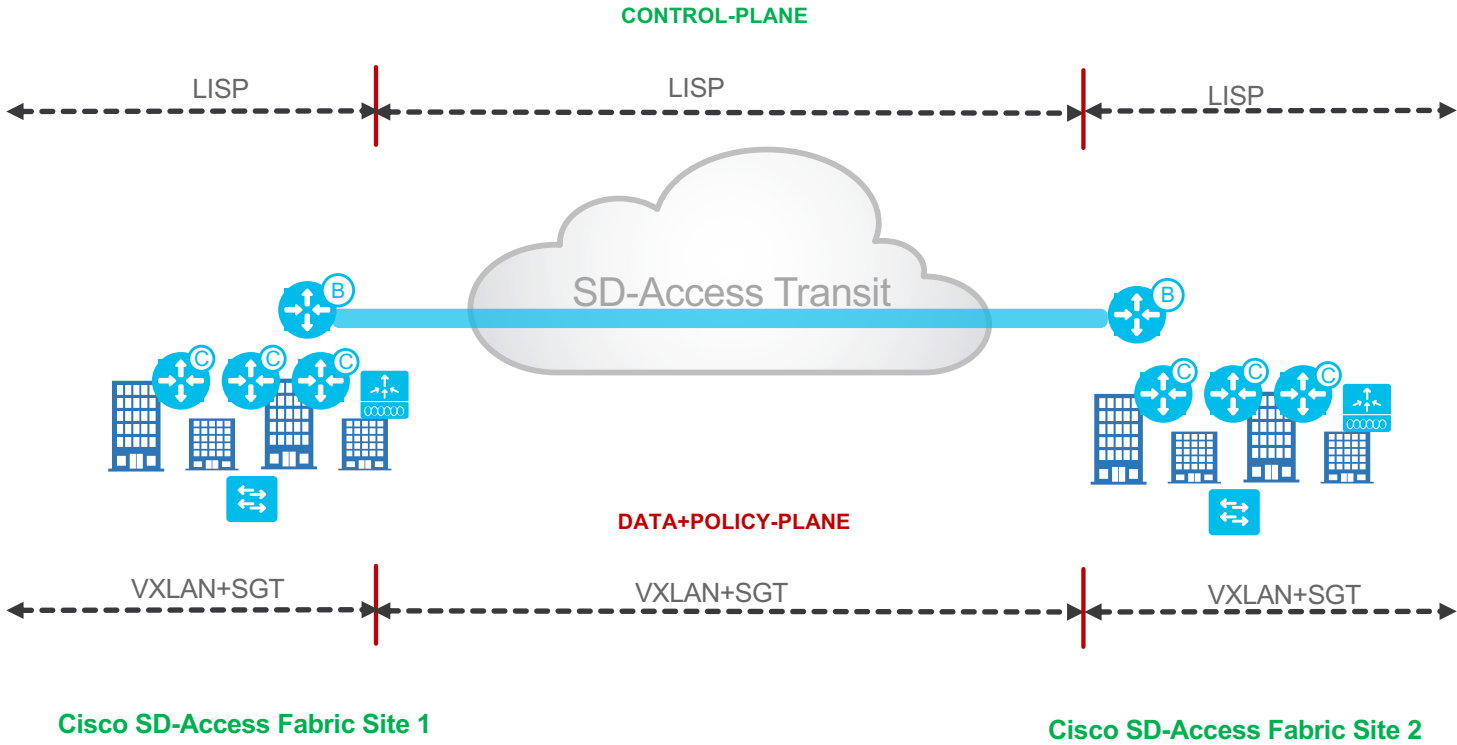 CONTROL-PLANE
LISP
LISP
LISP
SD-Access Transit
B
B
C
C
C
C
C
C
DATA+POLICY-PLANE
VXLAN+SGT
VXLAN+SGT
VXLAN+SGT
Cisco SD-Access Fabric Site 1
Cisco SD-Access Fabric Site 2